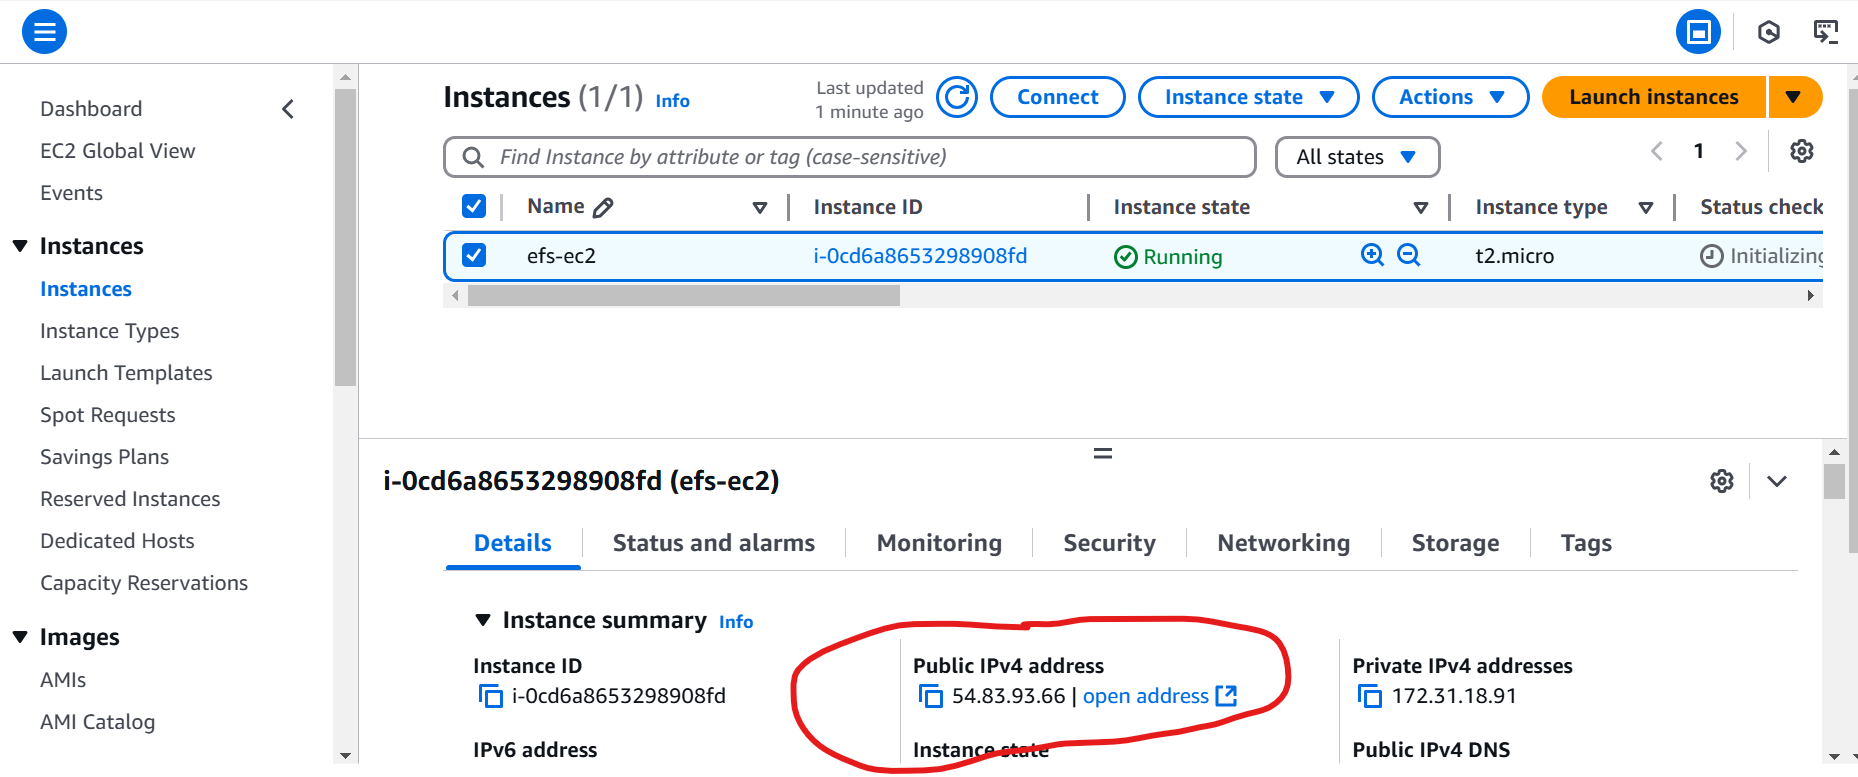 Dashboard
EC2 Global View
Events
Instances
Instances
Instance Types
Launch Templates
Spot Requests
Savings Plans
Reserved Instances
Dedicated Hosts
Capacity Reservations
Images
AMIs
AMI Catalog
Instances (1/1) Info
Last updated
1 minute ago
Connect
Instance state
Actions
Launch instances
Find Instance by attribute or tag (case-sensitive)
All states
1
Name Instance ID Instance state Instance type Status check
efs-ec2 i-0cd6a8653298908fd Running t2.micro Initializing
i-0cd6a8653298908fd (efs-ec2)
Details Status and alarms Monitoring Security Networking Storage Tags
Instance summary Info
Instance ID Public IPv4 address Private IPv4 addresses
i-0cd6a8653298908fd 54.83.93.66 | open address 172.31.18.91
IPv6 address Instance state Public IPv4 DNS